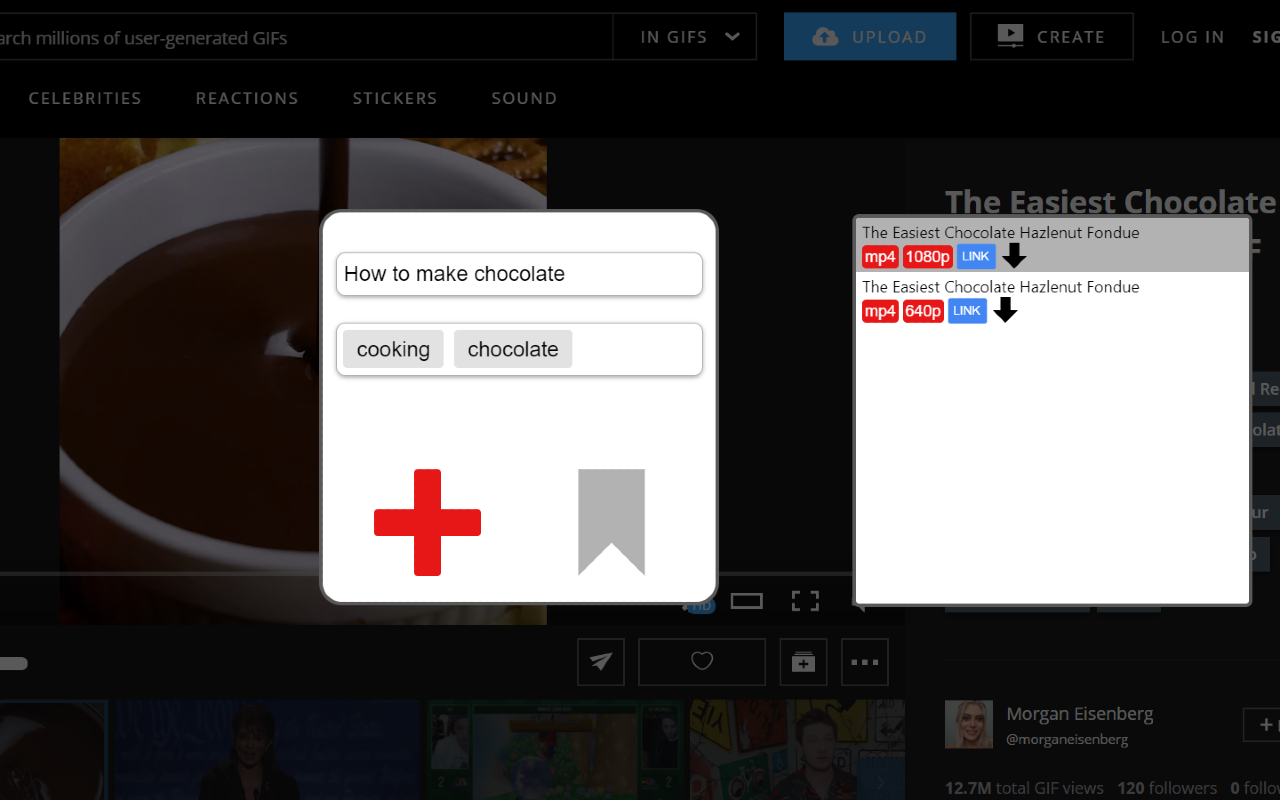 arch millions of user-generated GIFs
IN GIFS
UPLOAD
CREATE
LOG IN
SIG
CELEBRITIES
REACTIONS
STICKERS
SOUND
The Easiest Chocolate
How to make chocolate
cooking chocolate
The Easiest Chocolate Hazlenut Fondue
mp4 1080p LINK
The Easiest Chocolate Hazlenut Fondue
mp4 640p LINK
HD
Morgan Eisenberg
@morganeisenberg
12.7M total GIF views 120 followers 0 follo